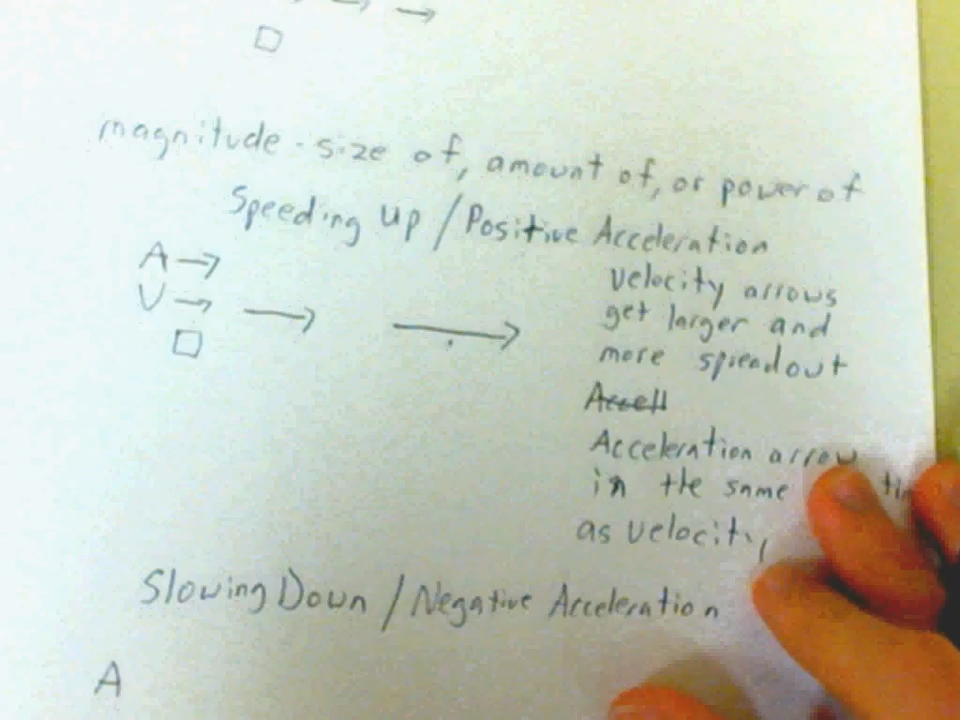 magnitude - size of, amount of, or power of
Speeding up / Positive Acceleration
A
V
velocity arrows
get larger and
more spreadout
Accell
Acceleration arrow
in the same
as velocity
Slowing Down / Negative Acceleration
A